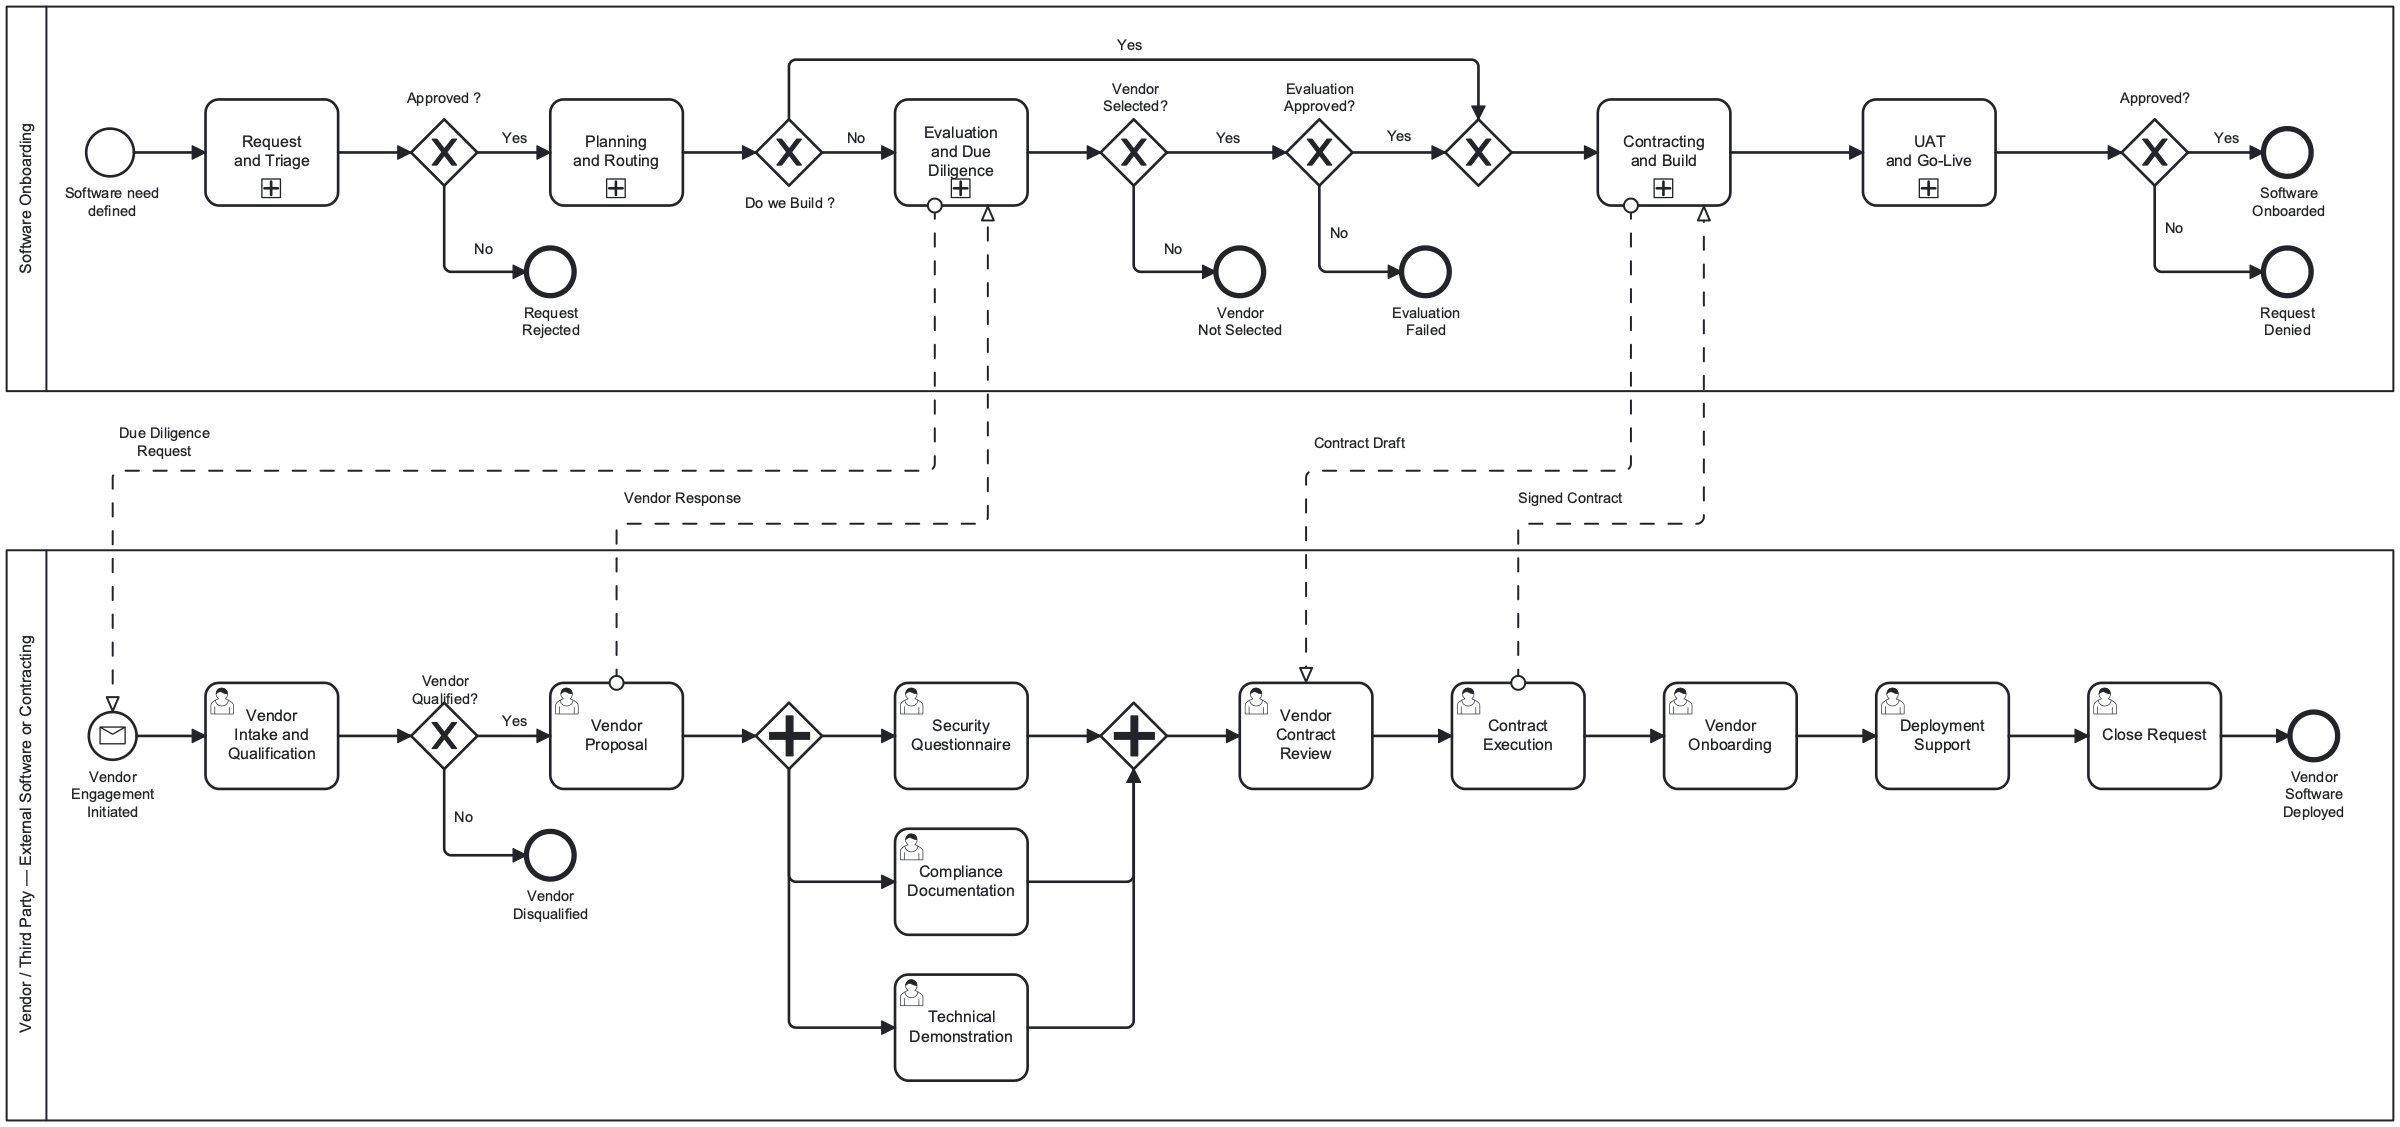 Software Onboarding
Yes
Approved ?
Vendor
Selected?
Evaluation
Approved?
Approved?
Software need
defined
Request
and Triage
Yes
No
Request
Rejected
Planning
and Routing
Do we Build ?
No
Evaluation
and Due
Diligence
Yes
No
Vendor
Not Selected
Yes
No
Evaluation
Failed
Contracting
and Build
UAT
and Go-Live
Yes
No
Software
Onboarded
Request
Denied
Due Diligence
Request
Vendor Response
Contract Draft
Signed Contract
Vendor / Third Party — External Software or Contracting
Vendor
Engagement
Initiated
Vendor
Intake and
Qualification
Vendor
Qualified?
Yes
No
Vendor
Disqualified
Vendor
Proposal
Security
Questionnaire
Compliance
Documentation
Technical
Demonstration
Vendor
Contract
Review
Contract
Execution
Vendor
Onboarding
Deployment
Support
Close Request
Vendor
Software
Deployed